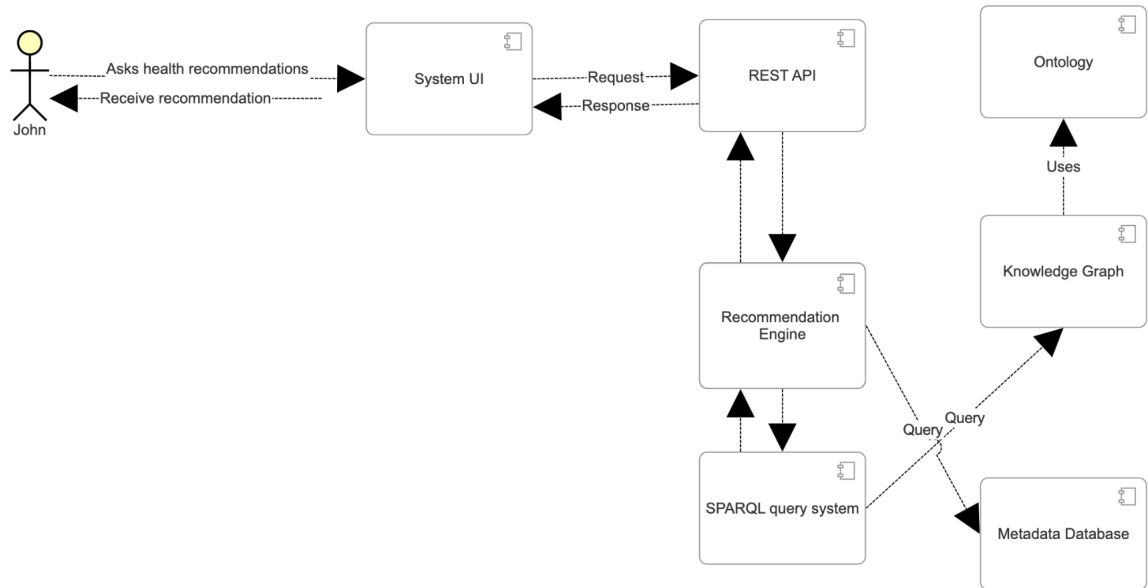 John
Asks health recommendations
Receive recommendation
System UI
Request
Response
REST API
Ontology
Uses
Knowledge Graph
Recommendation
Engine
Query
Query
SPARQL query system
Metadata Database